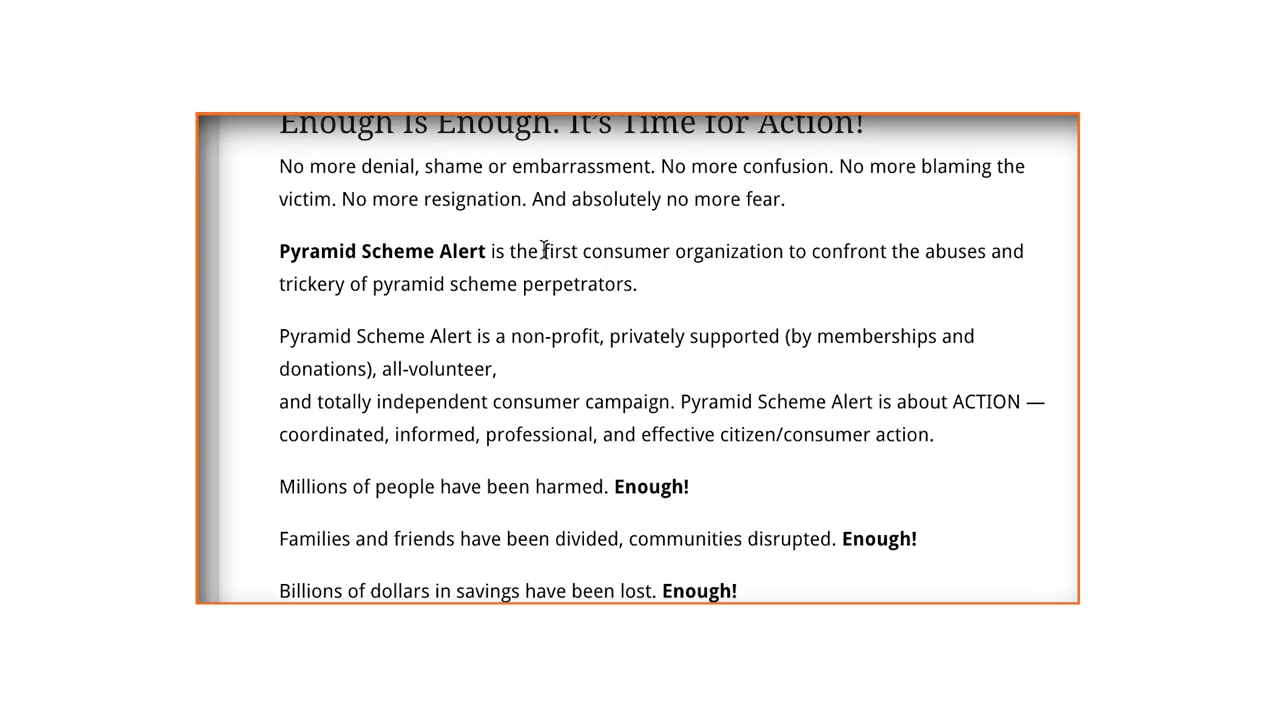 Enough Is Enough. It’s Time for Action!
No more denial, shame or embarrassment. No more confusion. No more blaming the
victim. No more resignation. And absolutely no more fear.
Pyramid Scheme Alert is the first consumer organization to confront the abuses and
trickery of pyramid scheme perpetrators.
Pyramid Scheme Alert is a non-profit, privately supported (by memberships and
donations), all-volunteer,
and totally independent consumer campaign. Pyramid Scheme Alert is about ACTION —
coordinated, informed, professional, and effective citizen/consumer action.
Millions of people have been harmed. Enough!
Families and friends have been divided, communities disrupted. Enough!
Billions of dollars in savings have been lost. Enough!